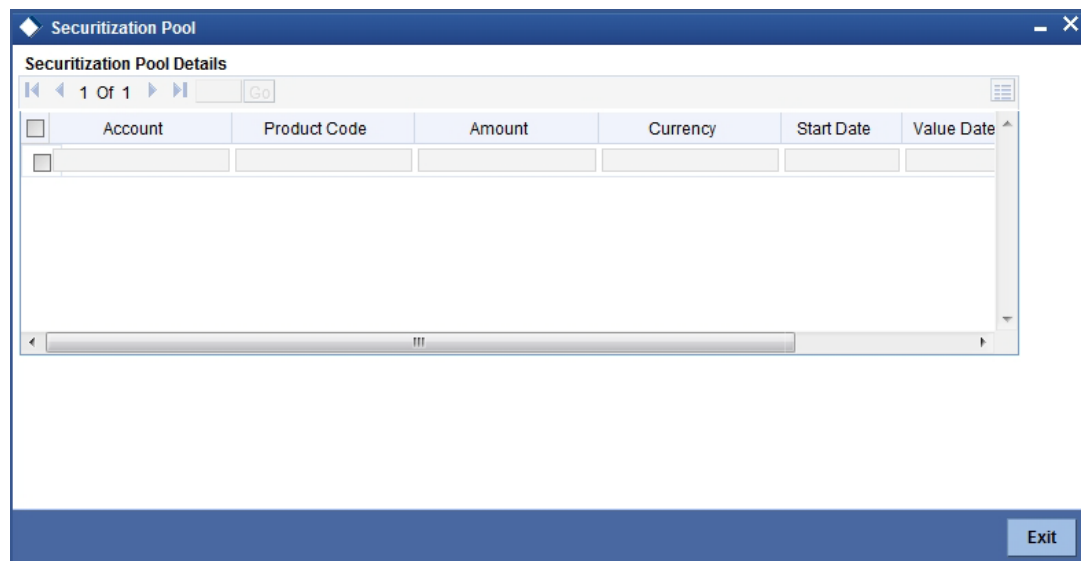 Securitization Pool
Securitization Pool Details
1 Of 1 Go
Account Product Code Amount Currency Start Date Value Date
Exit